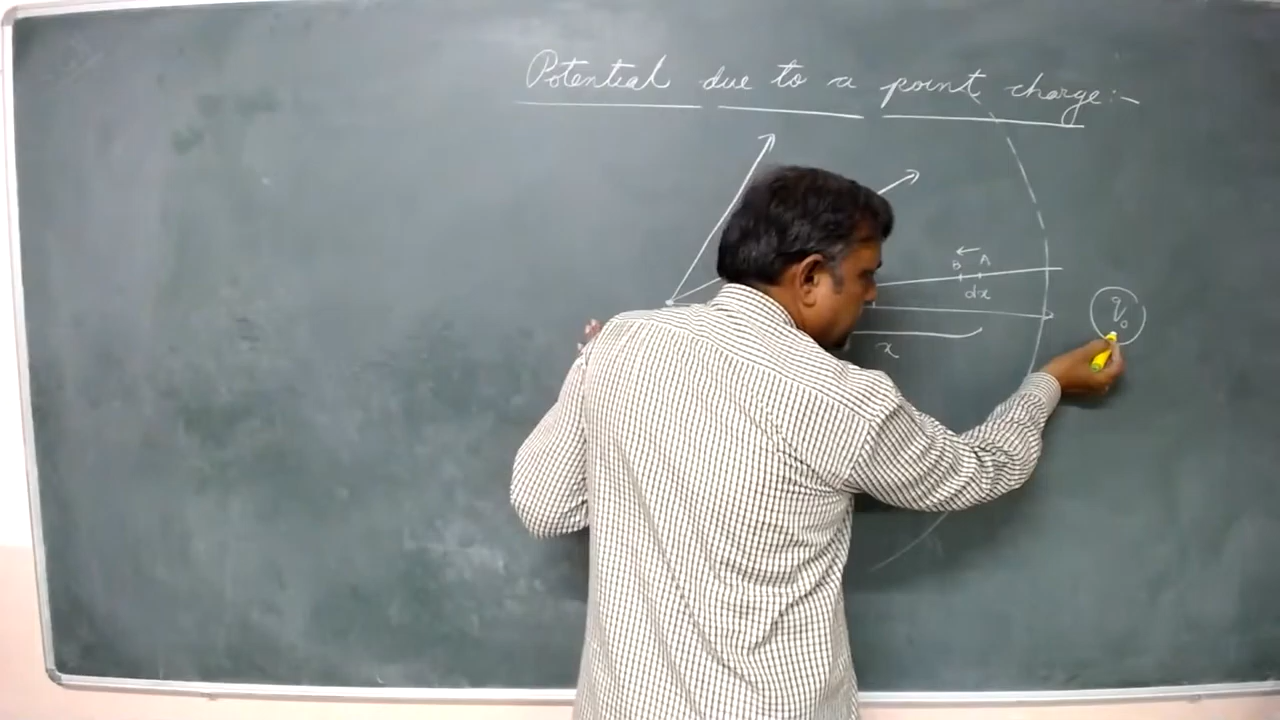 Potential due to a point charge:-
B A
dx
q₀
x